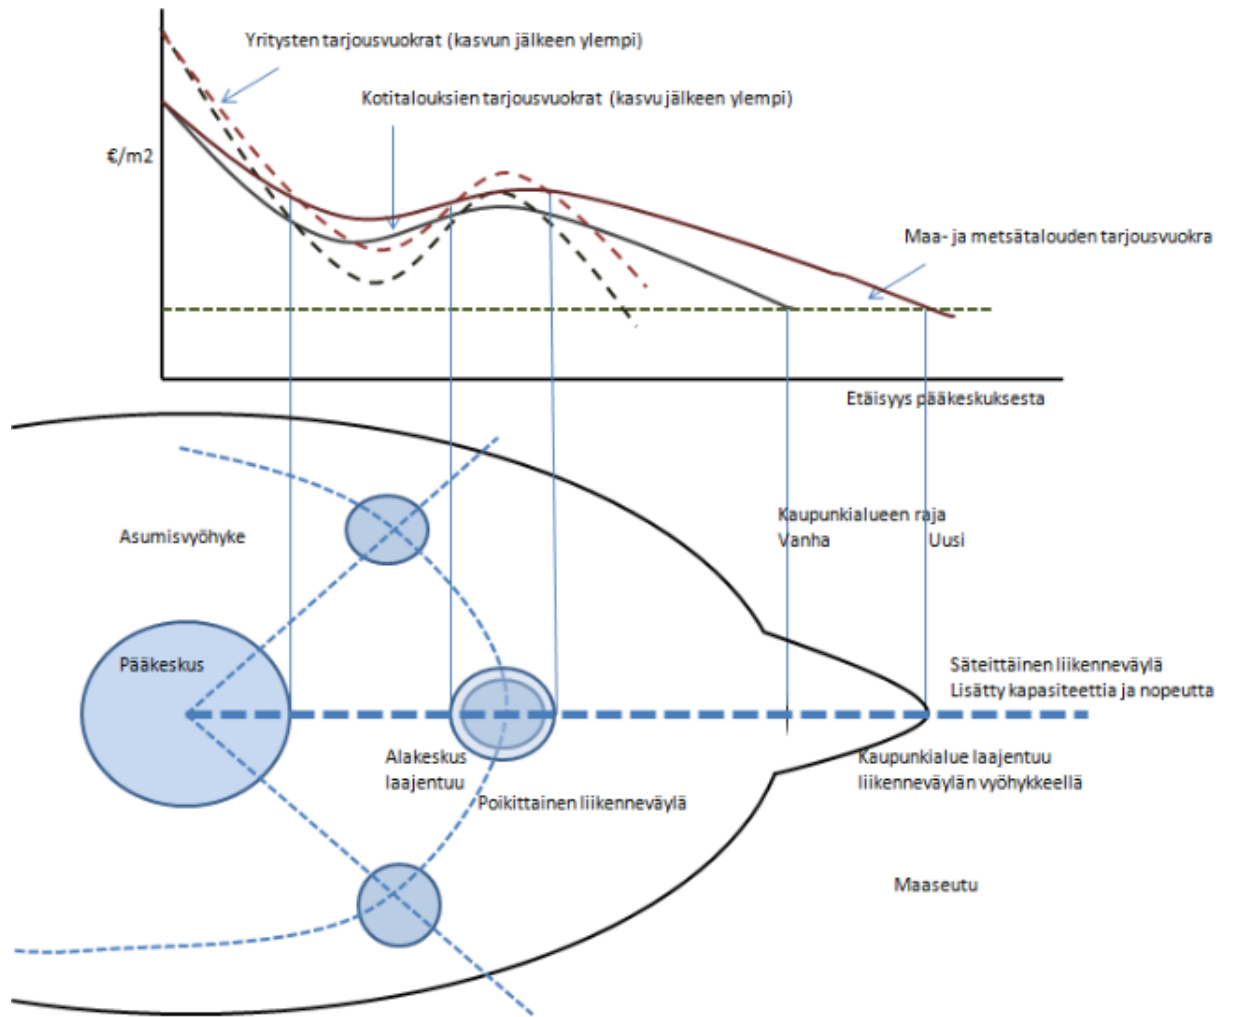 Yritysten tarjousvuokrat (kasvun jälkeen ylempi)
Kotitalouksien tarjousvuokrat (kasvu jälkeen ylempi)
€/m2
Maa- ja metsätalouden tarjousvuokra
Etäisyys pääkeskuksesta
Asumisvyöhyke
Kaupunkialueen raja
Vanha
Uusi
Pääkeskus
Säteittäinen liikenneväylä
Lisätty kapasiteettia ja nopeutta
Alakeskus
laajentuu
Kaupunkialue laajentuu
liikenneväylän vyöhykkeellä
Poikittainen liikenneväylä
Maaseutu